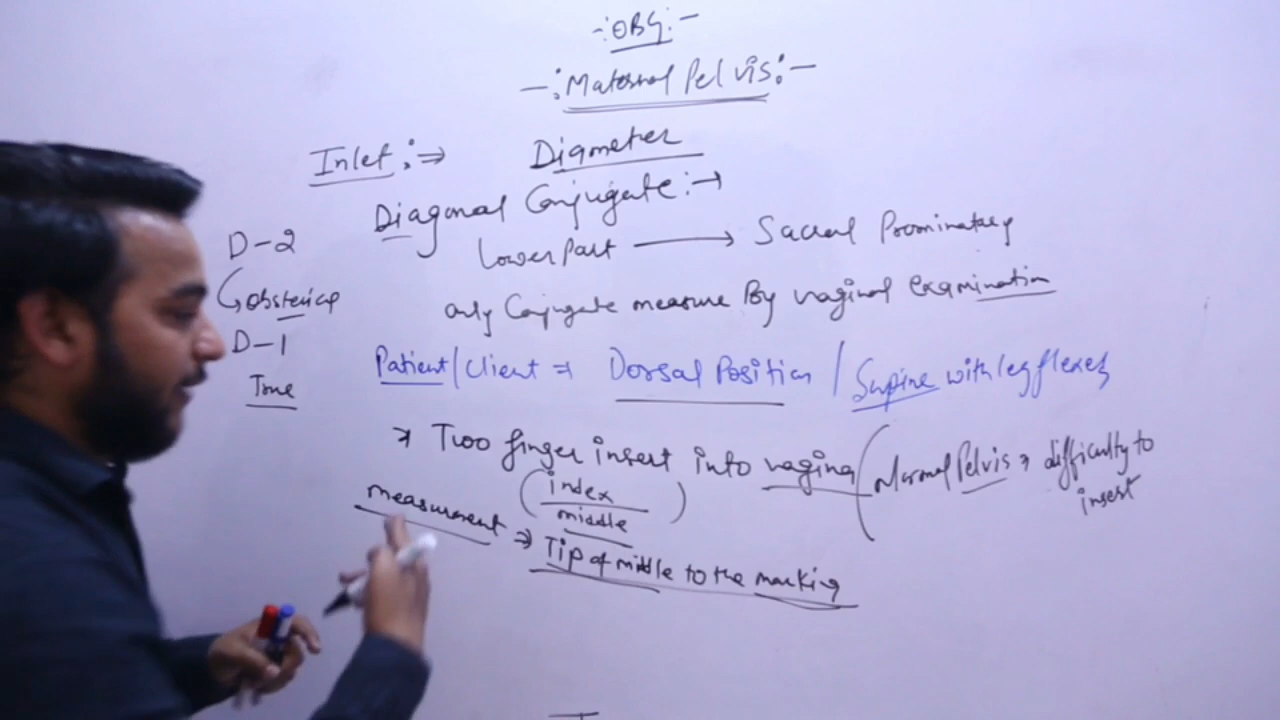 -: OBG :-
-: Maternal Pelvis :-
Inlet :⇒ Diameter
Diagonal Conjugate :→
Lower Part → Sacral Prominatary
only Conjugate measure By vaginal examination
D-2
↳ obsterics
D-1
True
Patient/Client ⇒ Dorsal Position / Supine with leg flexed
→ Two finger insert into vagina (Normal Pelvis → difficulty to insert
(index
middle)
measurement ⇒ Tip of middle to the marking